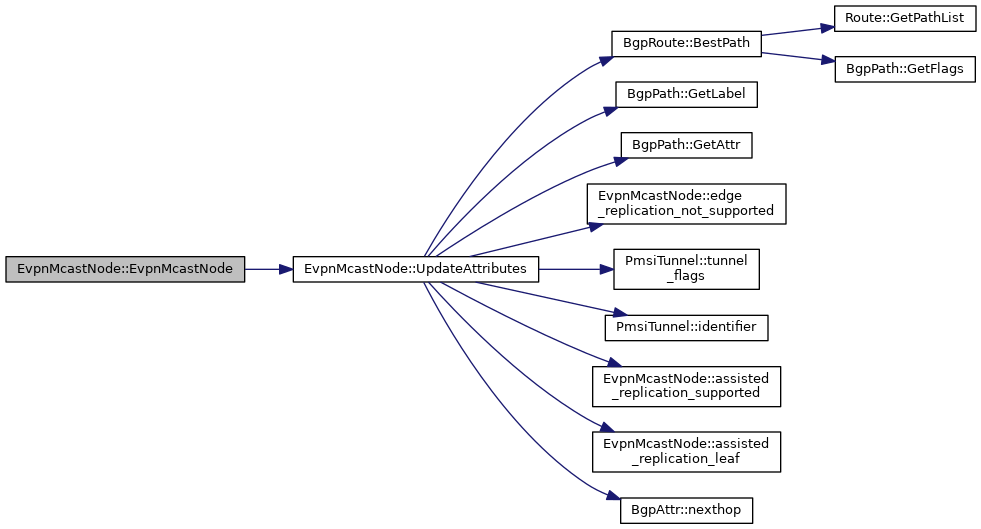 EvpnMcastNode::EvpnMcastNode
EvpnMcastNode::UpdateAttributes
BgpRoute::BestPath
Route::GetPathList
BgpPath::GetFlags
BgpPath::GetLabel
BgpPath::GetAttr
EvpnMcastNode::edge
_replication_not_supported
PmsiTunnel::tunnel
_flags
PmsiTunnel::identifier
EvpnMcastNode::assisted
_replication_supported
EvpnMcastNode::assisted
_replication_leaf
BgpAttr::nexthop